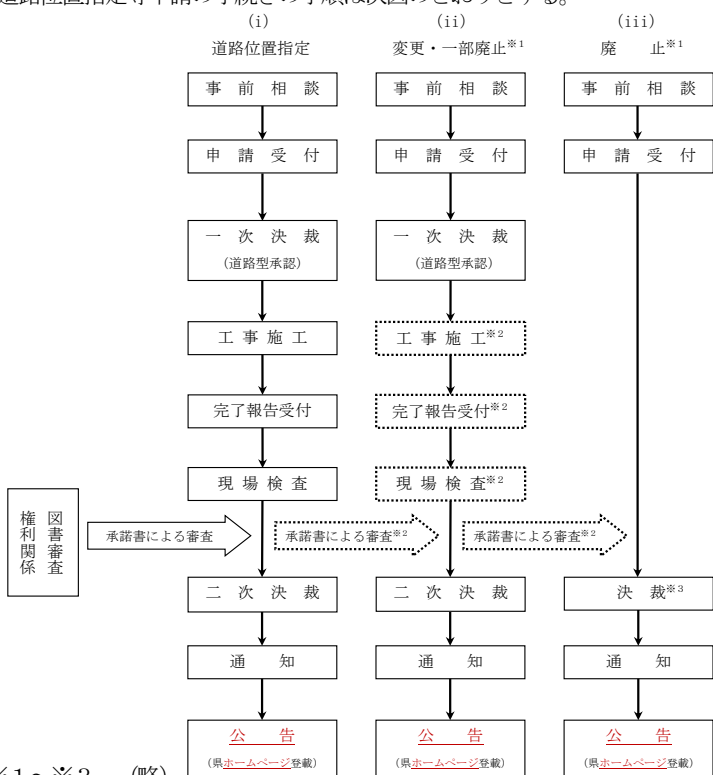 道路位置指定等申請の手続きの手順は次図のとおりとする。
(i) (ii) (iii)
道路位置指定 変更・一部廃止※1 廃 止※1
事 前 相 談 事 前 相 談 事 前 相 談
申 請 受 付 申 請 受 付 申 請 受 付
一 次 決 裁 一 次 決 裁
(道路型承認) (道路型承認)
工 事 施 工 工 事 施 工※2
完了報告受付 完了報告受付※2
現 場 検 査 現 場 検 査※2
図書審査
権利関係
承諾書による審査 承諾書による審査※2 承諾書による審査※2
二 次 決 裁 二 次 決 裁 決 裁※3
通 知 通 知 通 知
公 告 公 告 公 告
(県ホームページ登載) (県ホームページ登載) (県ホームページ登載)